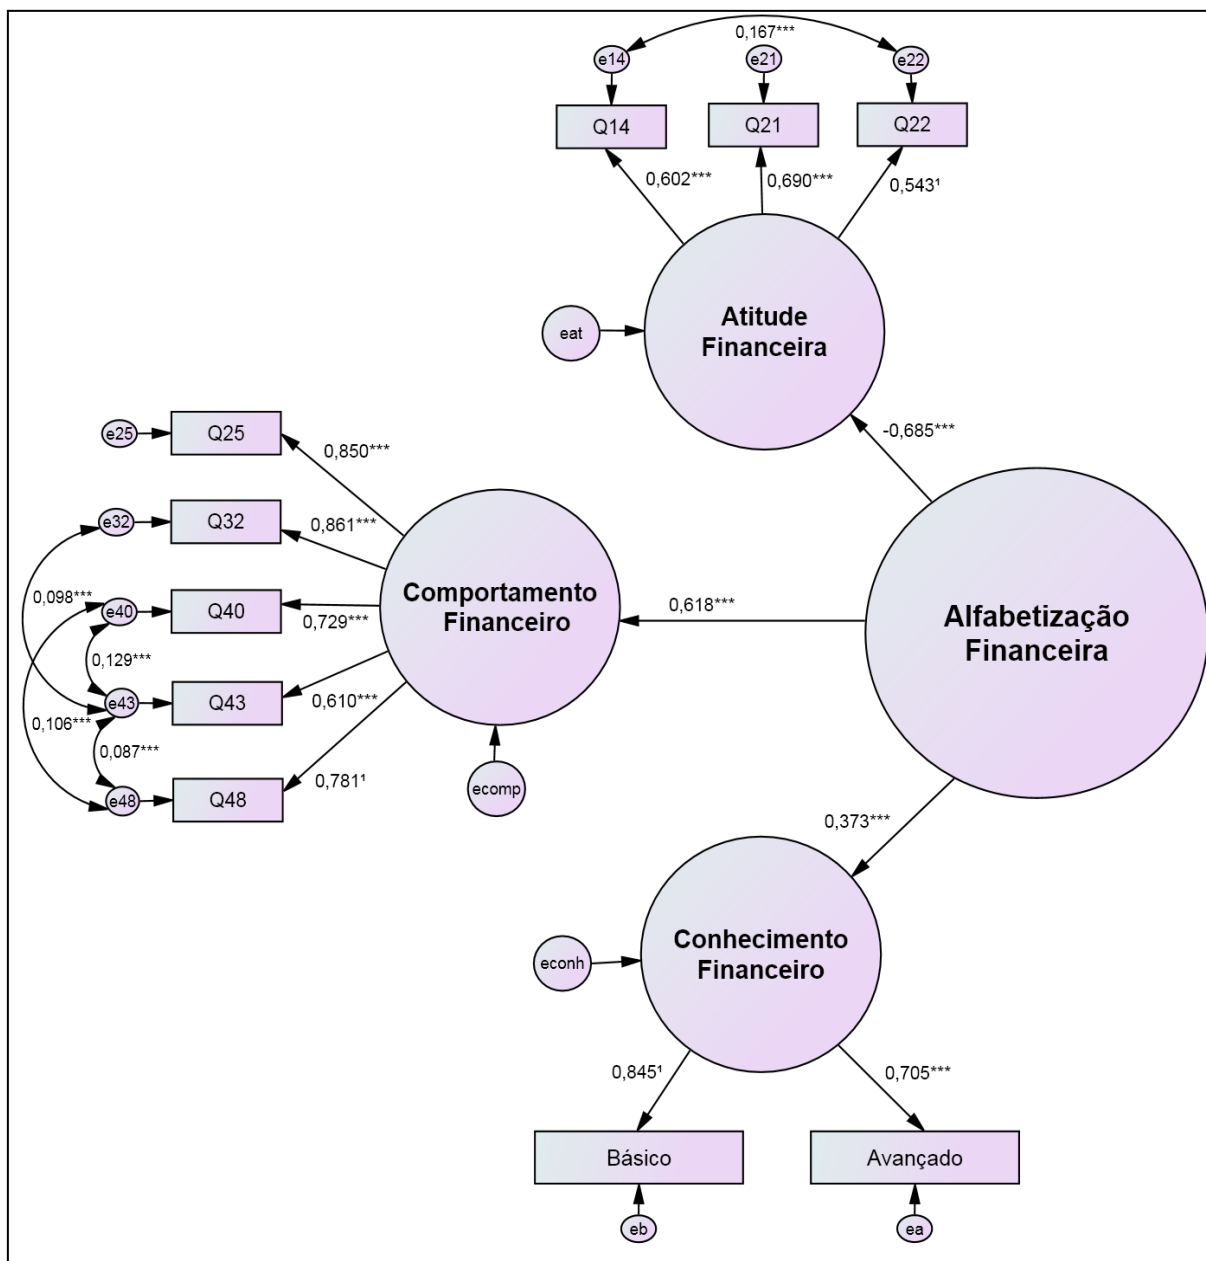 0,167***
e14
e21
e22
Q14
Q21
Q22
0,602***
0,690***
0,543¹
Atitude
Financeira
eat
-0,685***
e25
Q25
0,850***
e32
Q32
0,861***
0,098***
e40
Q40
0,729***
Comportamento
Financeiro
0,618***
Alfabetização
Financeira
0,129***
e43
Q43
0,610***
0,106***
0,087***
e48
Q48
0,781¹
ecomp
0,373***
Conhecimento
Financeiro
econh
0,845¹
0,705***
Básico
Avançado
eb
ea